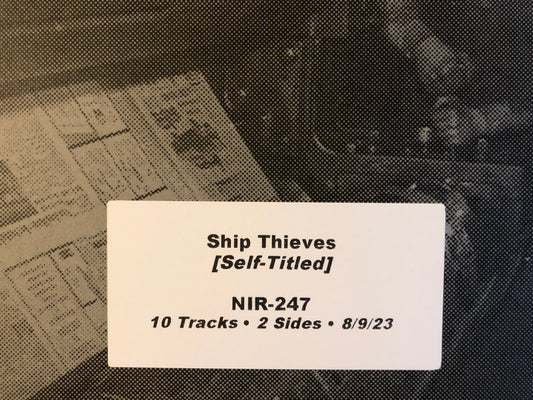 Ship Thieves
[Self-Titled]
NIR-247
10 Tracks • 2 Sides • 8/9/23